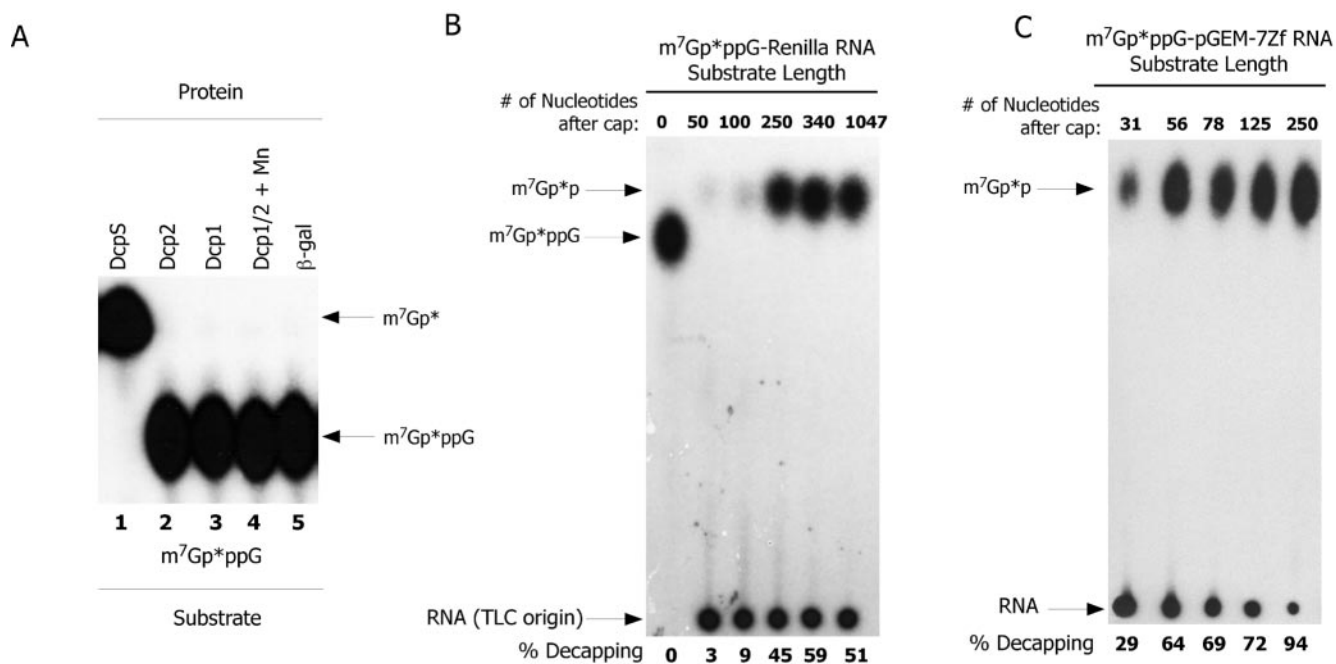 A
Protein
DcpS
Dcp2
Dcp1
Dcp1/2 + Mn
β-gal
m⁷Gp*
m⁷Gp*ppG
1 2 3 4 5
m⁷Gp*ppG
Substrate
B
m⁷Gp*ppG-Renilla RNA
Substrate Length
# of Nucleotides
after cap: 0 50 100 250 340 1047
m⁷Gp*p
m⁷Gp*ppG
RNA (TLC origin)
% Decapping 0 3 9 45 59 51
C
m⁷Gp*ppG-pGEM-7Zf RNA
Substrate Length
# of Nucleotides
after cap: 31 56 78 125 250
m⁷Gp*p
RNA
% Decapping 29 64 69 72 94